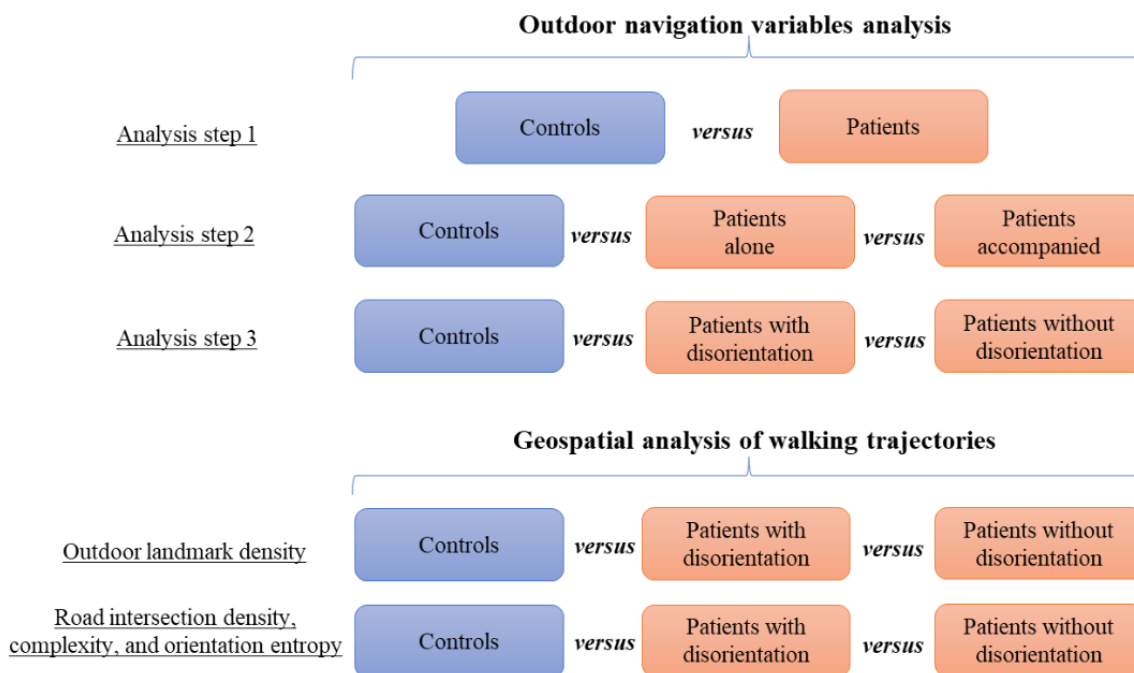 Outdoor navigation variables analysis
Analysis step 1
Controls
versus
Patients
Analysis step 2
Controls
versus
Patients
alone
versus
Patients
accompanied
Analysis step 3
Controls
versus
Patients with
disorientation
versus
Patients without
disorientation
Geospatial analysis of walking trajectories
Outdoor landmark density
Controls
versus
Patients with
disorientation
versus
Patients without
disorientation
Road intersection density,
complexity, and orientation entropy
Controls
versus
Patients with
disorientation
versus
Patients without
disorientation